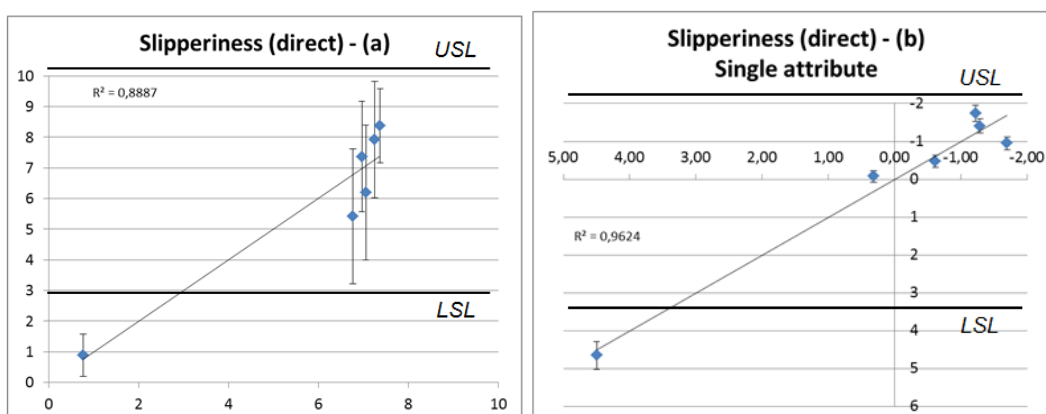 Slipperiness (direct) - (a)
USL
10
9
8
7
6
5
4
3
2
1
0
R² = 0,8887
LSL
0 2 4 6 8 10
Slipperiness (direct) - (b)
Single attribute
USL
-2
-1
5,00 4,00 3,00 2,00 1,00 0,00 -1,00 -2,00
0
1
2
3
4
5
6
R² = 0,9624
LSL